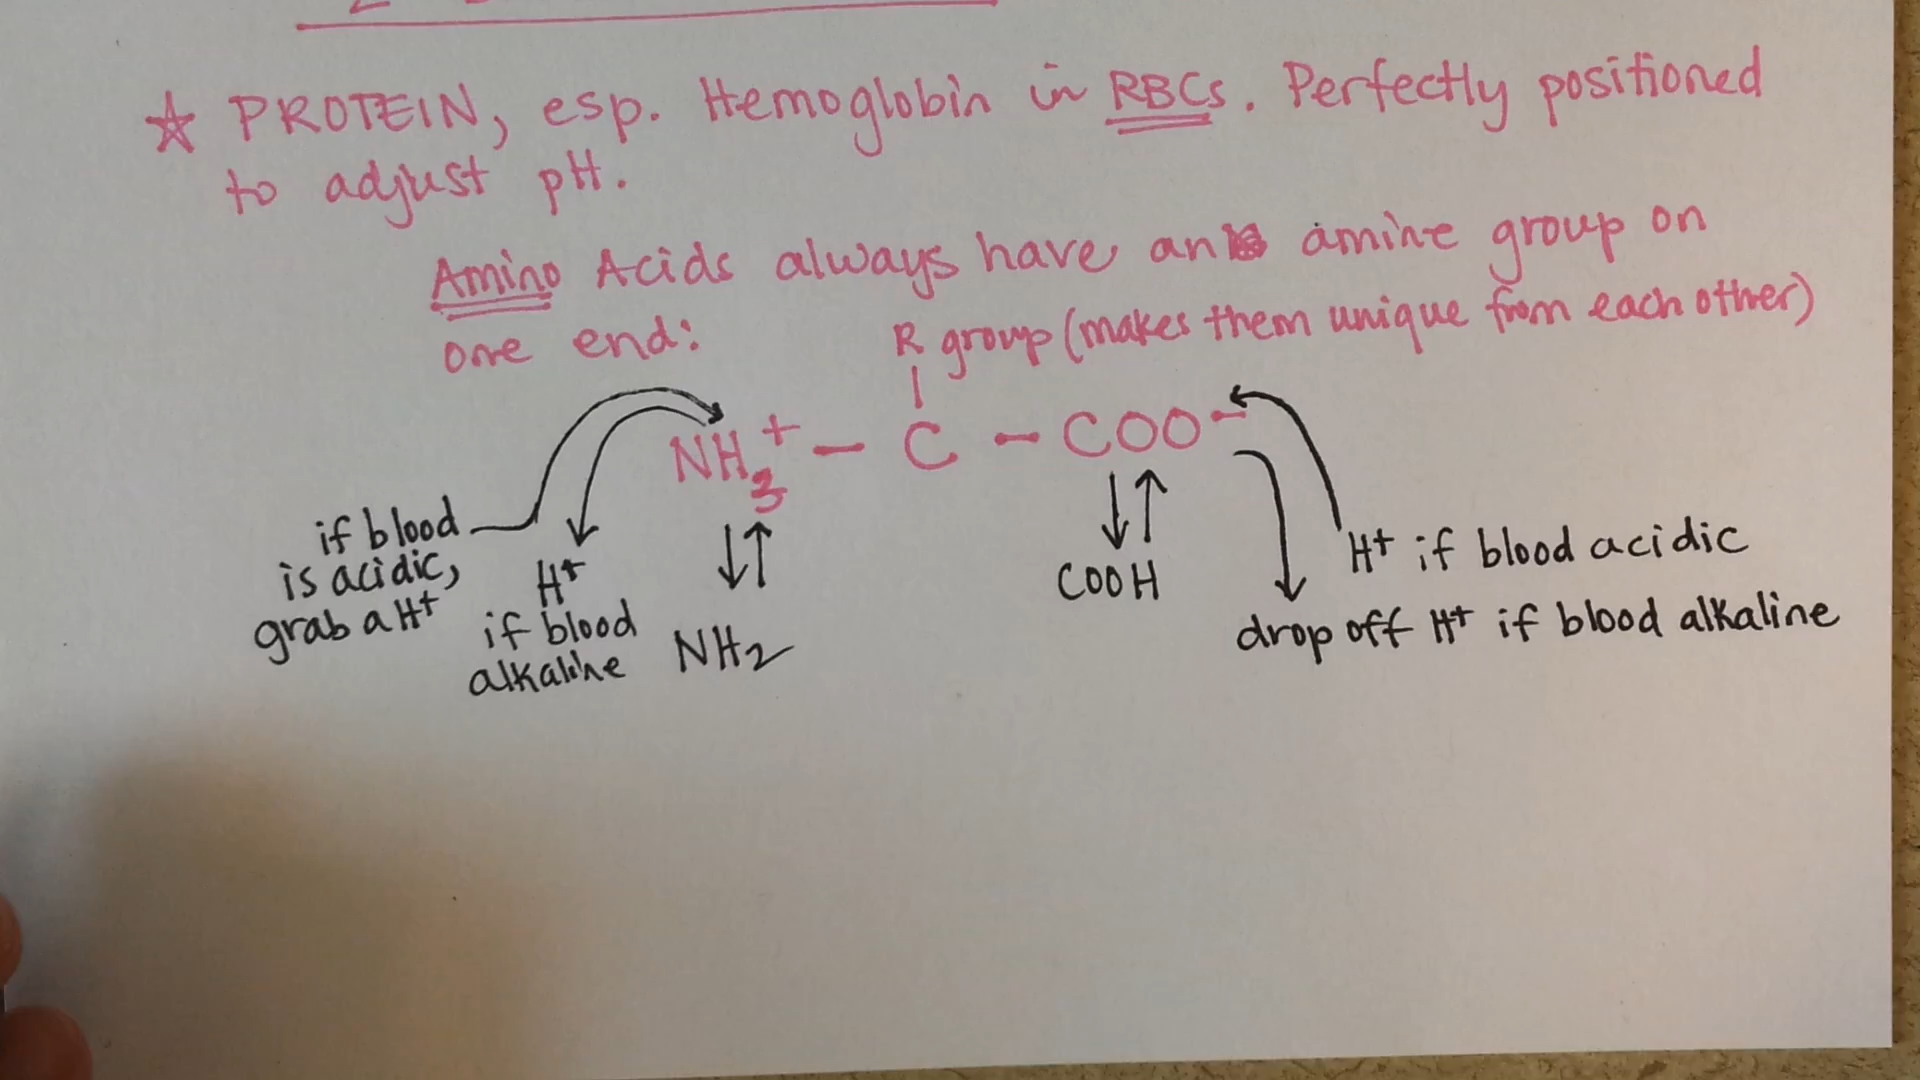 ☆ PROTEIN, esp. Hemoglobin in RBCs. Perfectly positioned
to adjust pH.
Amino Acids always have an amine group on
one end:
R group (makes them unique from each other)
NH3+ - C - COO-
if blood
is acidic,
grab a H+
H+
if blood
alkaline
NH2
COOH
H+ if blood acidic
drop off H+ if blood alkaline